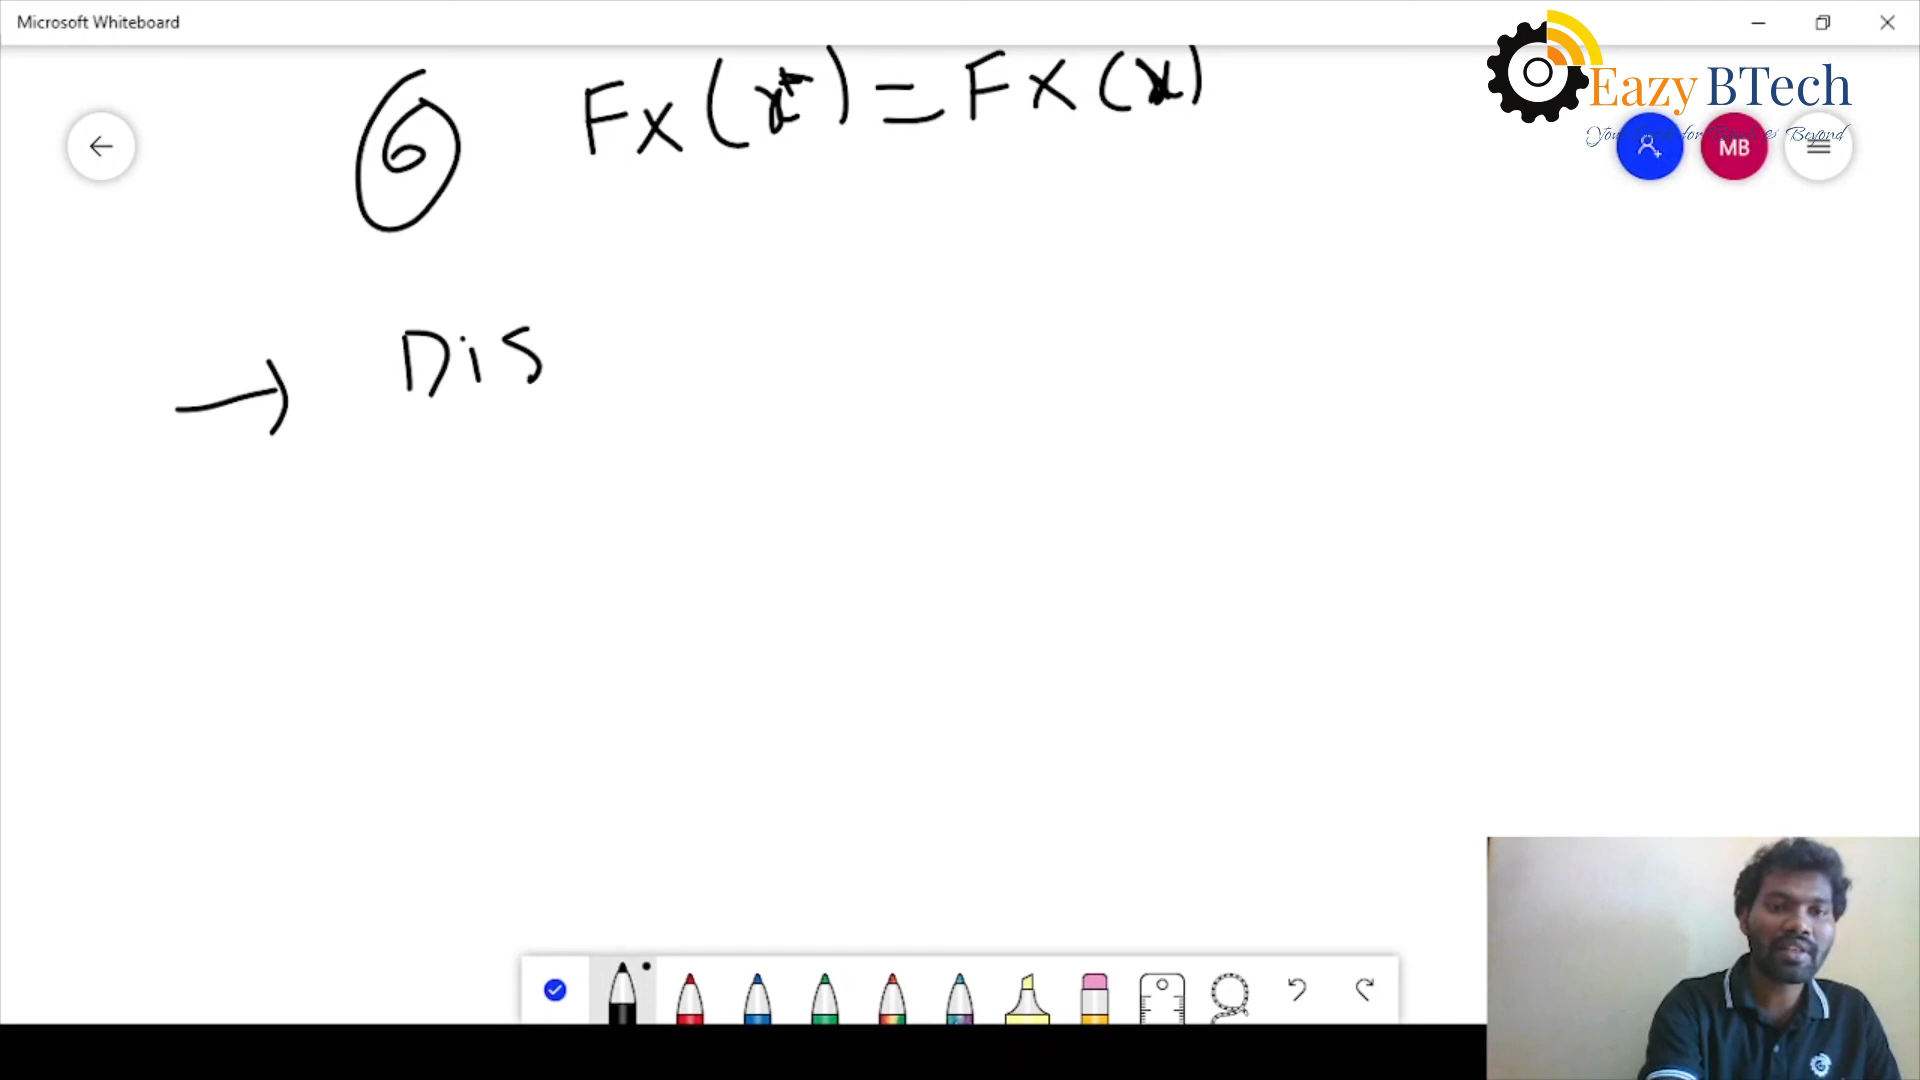 Microsoft Whiteboard
Eazy BTech
⑥ Fx(x⁺) = FX(x)
MB
→ Dis